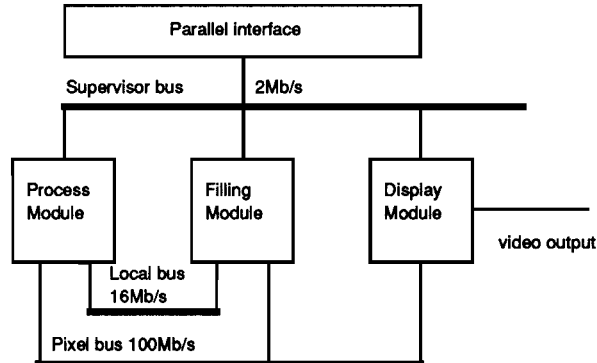 Parallel interface
Supervisor bus 2Mb/s
Process
Module
Filling
Module
Display
Module
video output
Local bus
16Mb/s
Pixel bus 100Mb/s